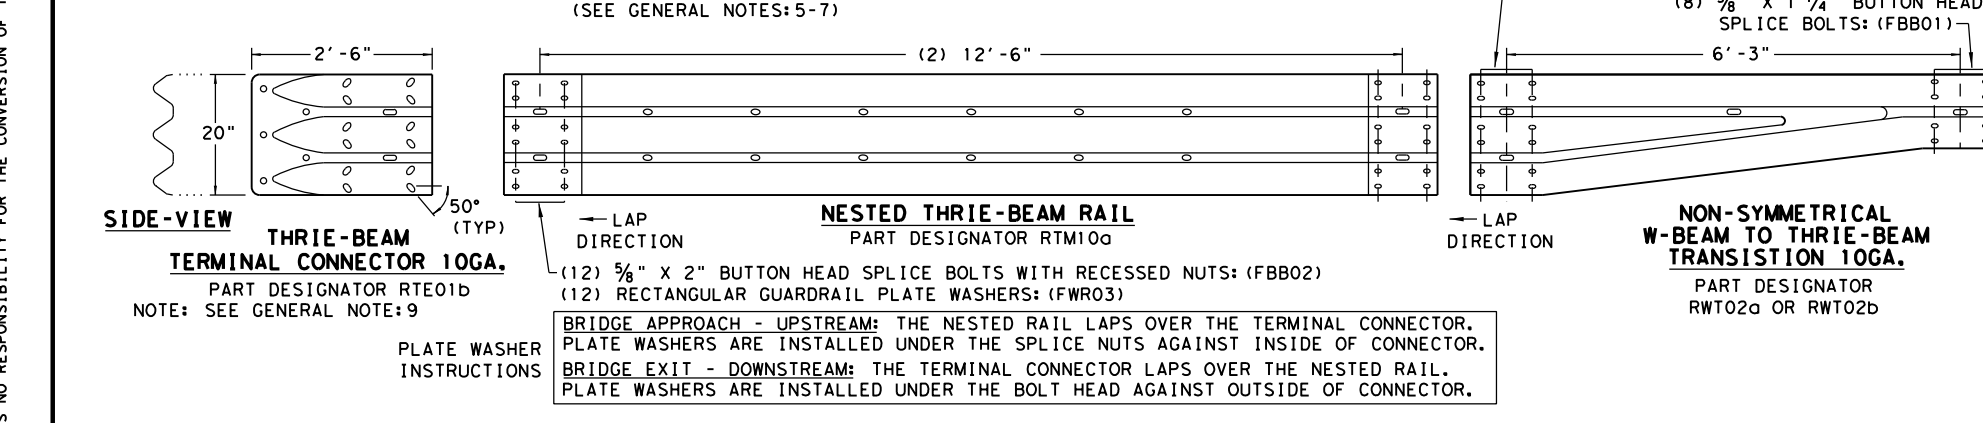 (SEE GENERAL NOTES:5-7)
(8) ⅝" X 1 ¼" BUTTON HEAD
SPLICE BOLTS:(FBB01)
2'-6"
(2) 12'-6"
6'-3"
20"
50°
(TYP)
SIDE-VIEW
THRIE-BEAM
TERMINAL CONNECTOR 10GA.
PART DESIGNATOR RTE01b
NOTE: SEE GENERAL NOTE:9
LAP
DIRECTION
NESTED THRIE-BEAM RAIL
PART DESIGNATOR RTM10a
LAP
DIRECTION
NON-SYMMETRICAL
W-BEAM TO THRIE-BEAM
TRANSISTION 10GA.
PART DESIGNATOR
RWT02a OR RWT02b
(12) ⅝" X 2" BUTTON HEAD SPLICE BOLTS WITH RECESSED NUTS:(FBB02)
(12) RECTANGULAR GUARDRAIL PLATE WASHERS:(FWR03)
PLATE WASHER
INSTRUCTIONS
BRIDGE APPROACH - UPSTREAM: THE NESTED RAIL LAPS OVER THE TERMINAL CONNECTOR.
PLATE WASHERS ARE INSTALLED UNDER THE SPLICE NUTS AGAINST INSIDE OF CONNECTOR.
BRIDGE EXIT - DOWNSTREAM: THE TERMINAL CONNECTOR LAPS OVER THE NESTED RAIL.
PLATE WASHERS ARE INSTALLED UNDER THE BOLT HEAD AGAINST OUTSIDE OF CONNECTOR.
NO RESPONSIBILITY FOR THE CONVERSION OF